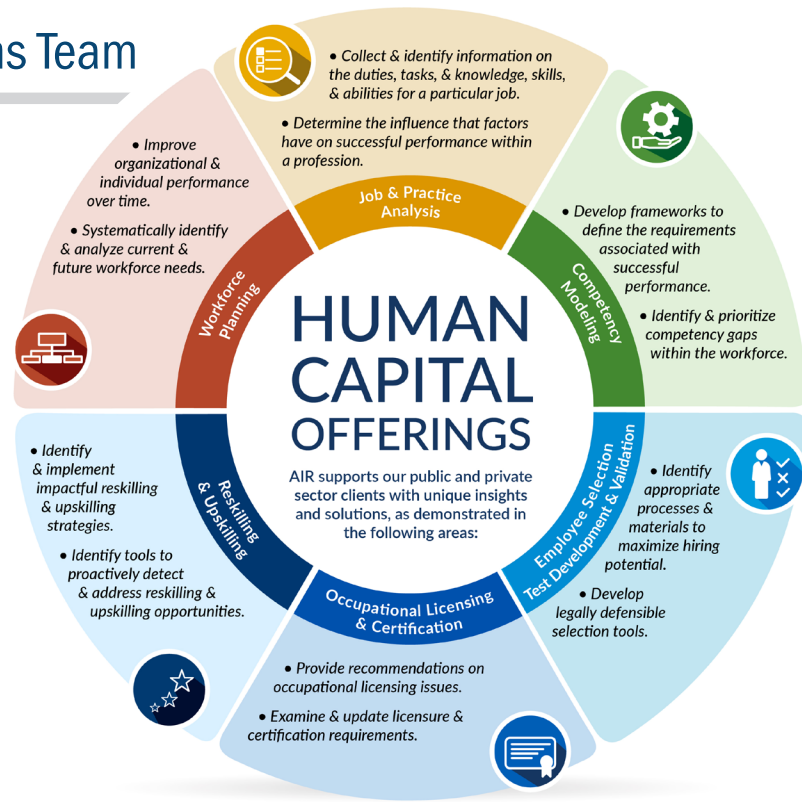 ns Team
• Collect & identify information on
the duties, tasks, & knowledge, skills,
& abilities for a particular job.
• Determine the influence that factors
have on successful performance within
a profession.
Job & Practice
Analysis
• Develop frameworks to
define the requirements
associated with
successful
performance.
• Identify & prioritize
competency gaps
within the workforce.
Competency
Modeling
• Identify
appropriate
processes &
materials to
maximize hiring
potential.
• Develop
legally defensible
selection tools.
Employee Selection
Test Development & Validation
• Provide recommendations on
occupational licensing issues.
• Examine & update licensure &
certification requirements.
Occupational Licensing
& Certification
• Identify
& implement
impactful reskilling
& upskilling
strategies.
• Identify tools to
proactively detect
& address reskilling &
upskilling opportunities.
Reskilling
& Upskilling
• Improve
organizational &
individual performance
over time.
• Systematically identify
& analyze current &
future workforce needs.
Workforce
Planning
HUMAN
CAPITAL
OFFERINGS
AIR supports our public and private
sector clients with unique insights
and solutions, as demonstrated in
the following areas: